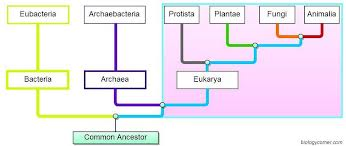 Eubacteria Archaebacteria Protista Plantae Fungi Animalia
Bacteria Archaea Eukarya
Common Ancestor
biologycorner.com